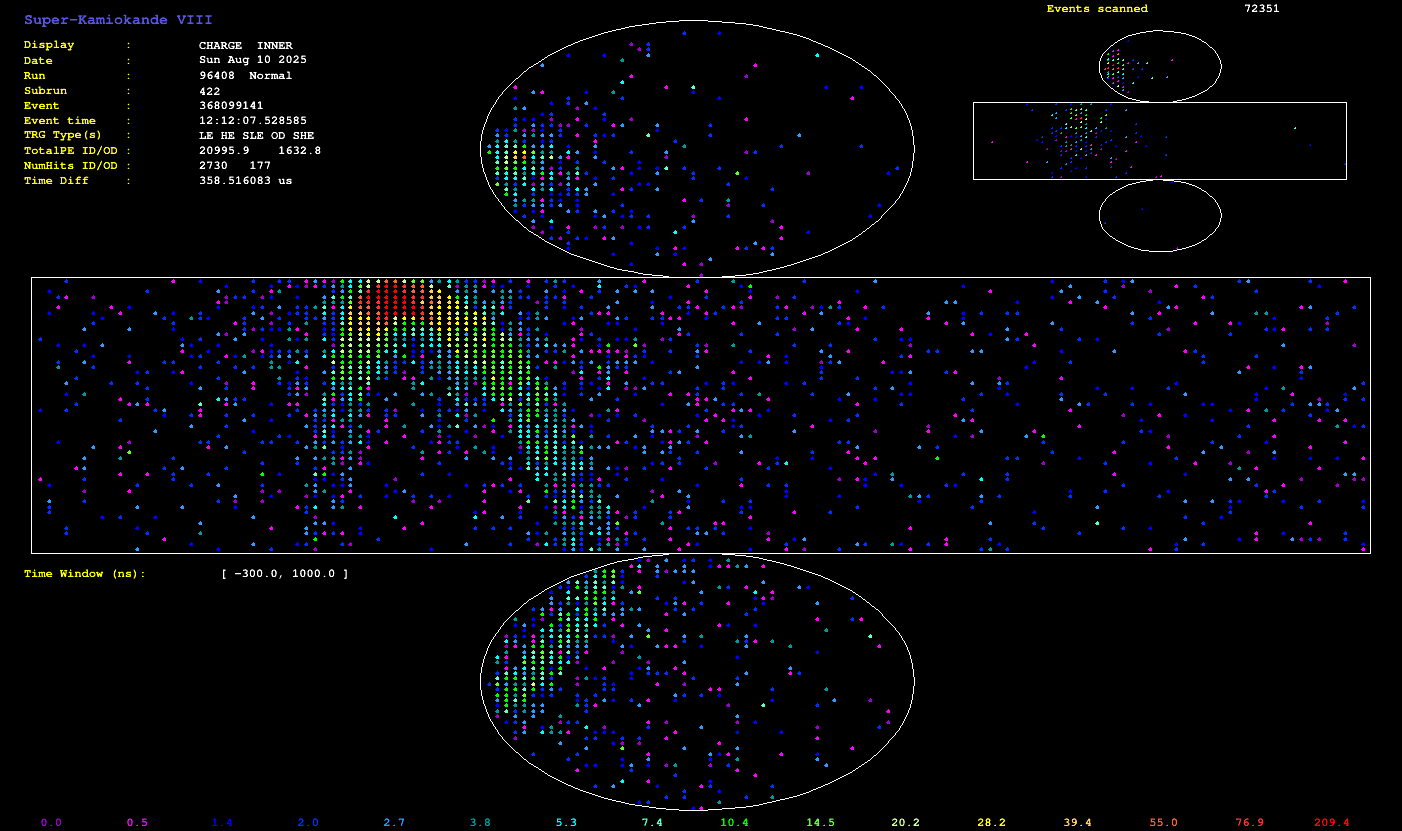 Super-Kamiokande VIII
Display : CHARGE INNER
Date : Sun Aug 10 2025
Run : 96408 Normal
Subrun : 422
Event : 368099141
Event time : 12:12:07.528585
TRG Type(s) : LE HE SLE OD SHE
TotalPE ID/OD : 20995.9 1632.8
NumHits ID/OD : 2730 177
Time Diff : 358.516083 us
Events scanned 72351
Time Window (ns): [ -300.0, 1000.0 ]
0.0 0.5 1.4 2.0 2.7 3.8 5.3 7.4 10.4 14.5 20.2 28.2 39.4 55.0 76.9 209.4